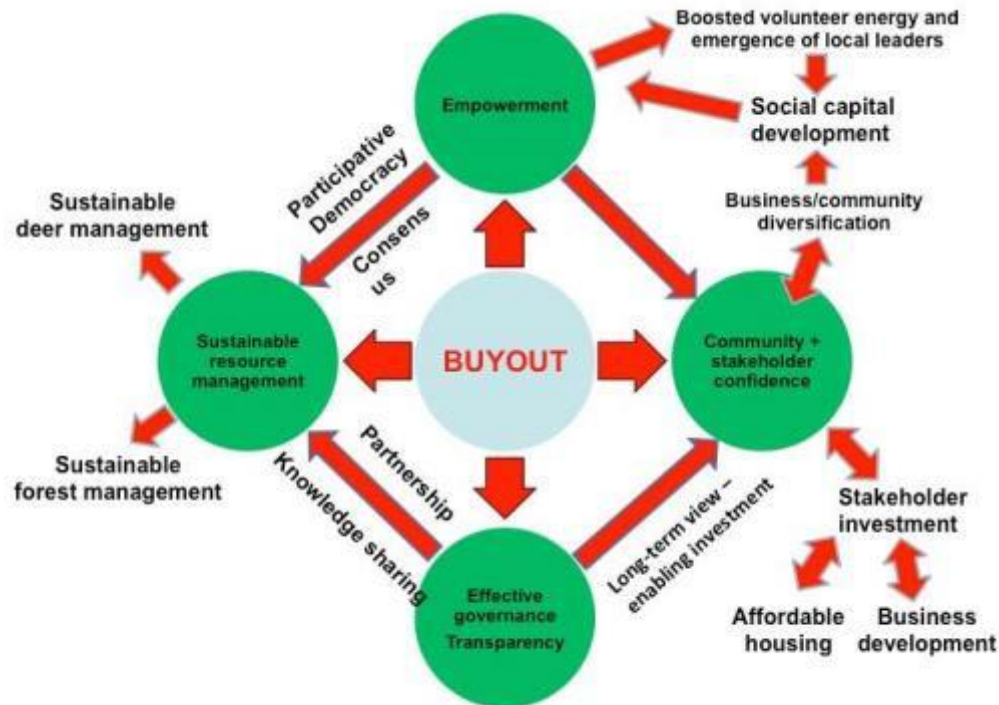 Boosted volunteer energy and
emergence of local leaders
Empowerment
Social capital
development
Participative
Democracy
Consens
us
Business/community
diversification
Sustainable
deer management
Sustainable
resource
management
BUYOUT
Community +
stakeholder
confidence
Sustainable
forest management
Partnership
Knowledge sharing
Long-term view –
enabling investment
Stakeholder
investment
Effective
governance
Transparency
Affordable
housing
Business
development